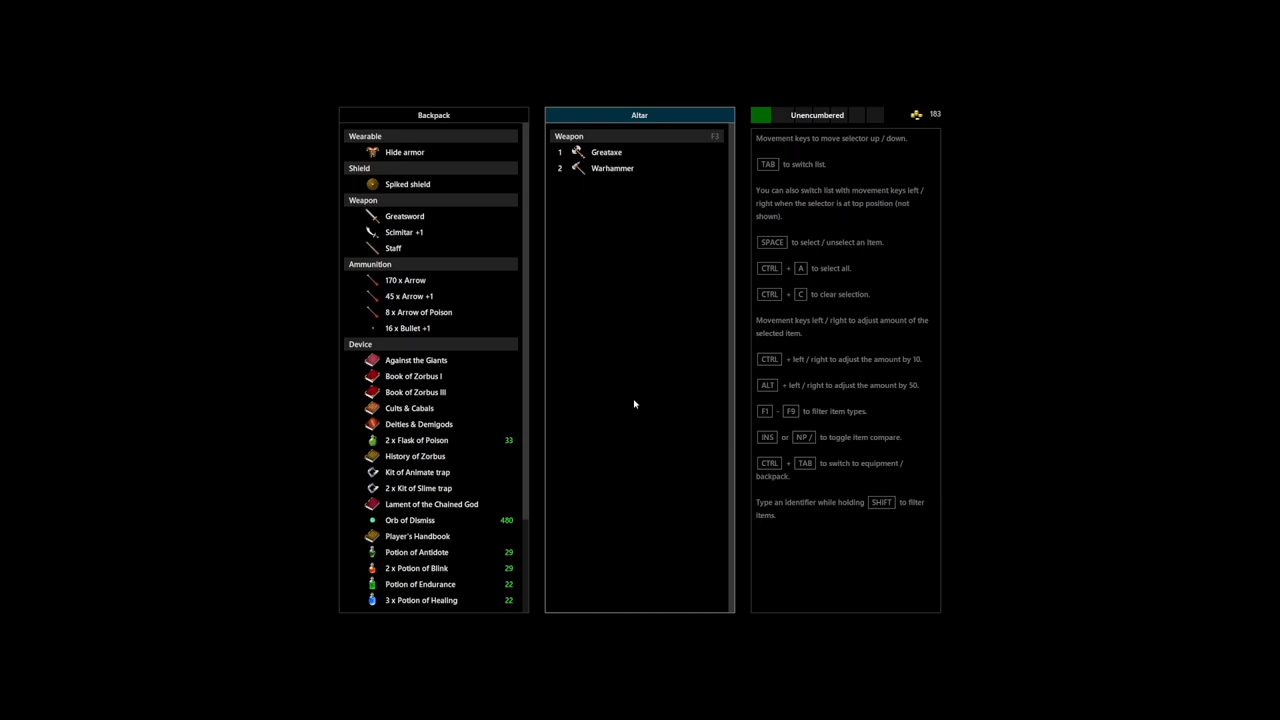 Backpack
Wearable
Hide armor
Shield
Spiked shield
Weapon
Greatsword
Scimitar +1
Staff
Ammunition
170 x Arrow
45 x Arrow +1
8 x Arrow of Poison
16 x Bullet +1
Device
Against the Giants
Book of Zorbus I
Book of Zorbus III
Cults & Cabals
Deities & Demigods
2 x Flask of Poison 33
History of Zorbus
Kit of Animate trap
2 x Kit of Slime trap
Lament of the Chained God
Orb of Dismiss 480
Player's Handbook
Potion of Antidote 29
2 x Potion of Blink 29
Potion of Endurance 22
3 x Potion of Healing 22
Altar
Weapon F3
1 Greataxe
2 Warhammer
Unencumbered 183
Movement keys to move selector up / down.
TAB to switch list.
You can also switch list with movement keys left /
right when the selector is at top position (not
shown).
SPACE to select / unselect an item.
CTRL + A to select all.
CTRL + C to clear selection.
Movement keys left / right to adjust amount of the
selected item.
CTRL + left / right to adjust the amount by 10.
ALT + left / right to adjust the amount by 50.
F1 - F9 to filter item types.
INS or NP / to toggle item compare.
CTRL + TAB to switch to equipment /
backpack.
Type an identifier while holding SHIFT to filter
items.